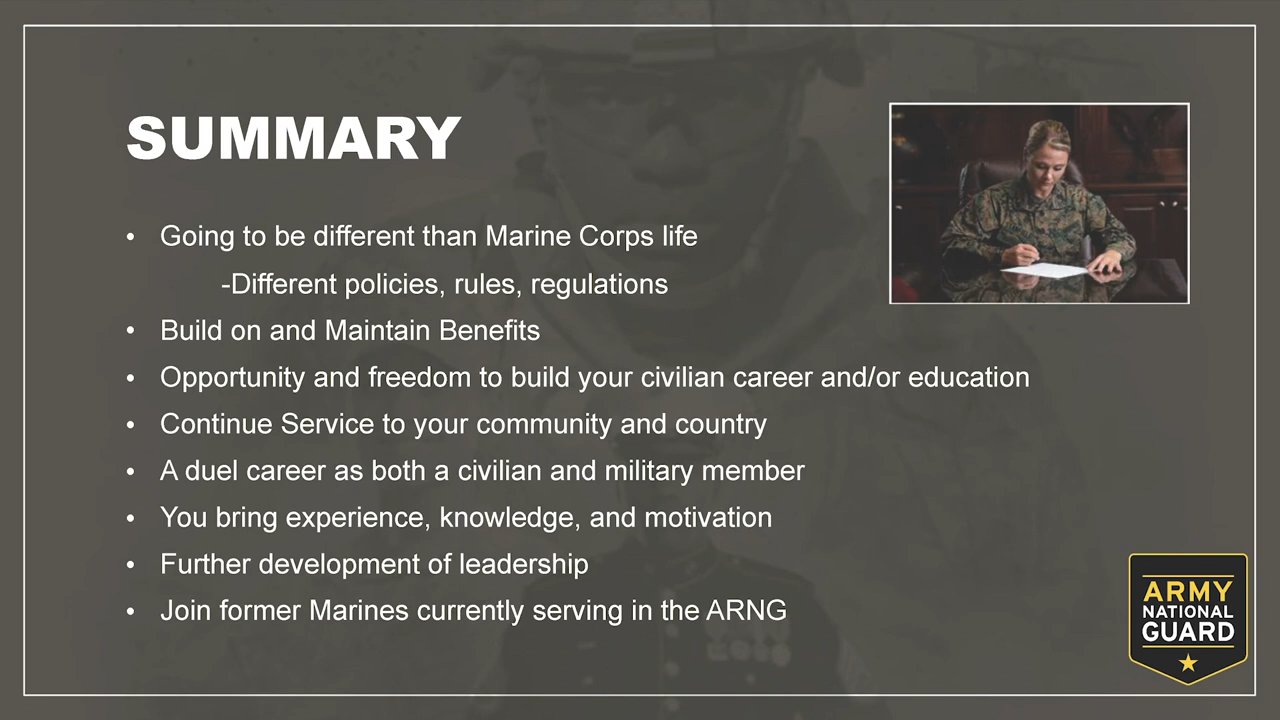 SUMMARY
• Going to be different than Marine Corps life
-Different policies, rules, regulations
• Build on and Maintain Benefits
• Opportunity and freedom to build your civilian career and/or education
• Continue Service to your community and country
• A duel career as both a civilian and military member
• You bring experience, knowledge, and motivation
• Further development of leadership
• Join former Marines currently serving in the ARNG
ARMY
NATIONAL
GUARD